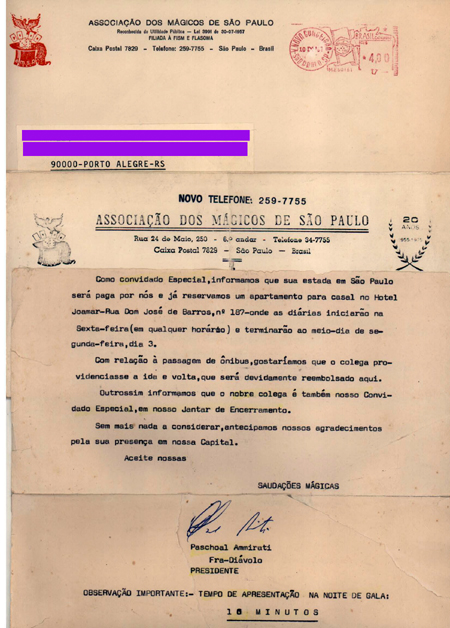 ASSOCIAÇÃO DOS MÁGICOS DE SÃO PAULO
Reconhecida de Utilidade Pública — Lei 3901 de 20-07-1957
FILIADA À FISM E FLASOMA
Caixa Postal 7829 - Telefone: 259-7755 - São Paulo - Brasil
90000-PORTO ALEGRE-RS
NOVO TELEFONE: 259-7755
ASSOCIAÇÃO DOS MÁGICOS DE SÃO PAULO
Rua 24 de Maio, 250 - 6.º andar - Telefone 34-7755
Caixa Postal 7829 — São Paulo — Brasil
20
ANOS
Como convidado Especial,informamos que sua estada em São Paulo
será paga por nós e já reservamos um apartamento para casal no Hotel
Joamar-Rua Dom José de Barros,nº 187-onde as diárias iniciarão na
Sexta-feira(em qualquer horário) e terminarão ao meio-dia de se-
gunda-feira,dia 3.
Com relação à passagem de ônibus,gostaríamos que o colega pro
videnciasse a ida e volta,que será devidamente reembolsado aqui.
Outrossim informamos que o nobre colega é também nosso Convi-
dado Especial,em nosso Jantar de Encerramento.
Sem mais nada a considerar,antecipamos nossos agradecimentos
pela sua presença em nossa Capital.
Aceite nossas
SAUDAÇÕES MÁGICAS
Paschoal Ammirati
Fra-Diávolo
PRESIDENTE
OBSERVAÇÃO IMPORTANTE:- TEMPO DE APRESENTAÇÃO NA NOITE DE GALA:
16 MINUTOS